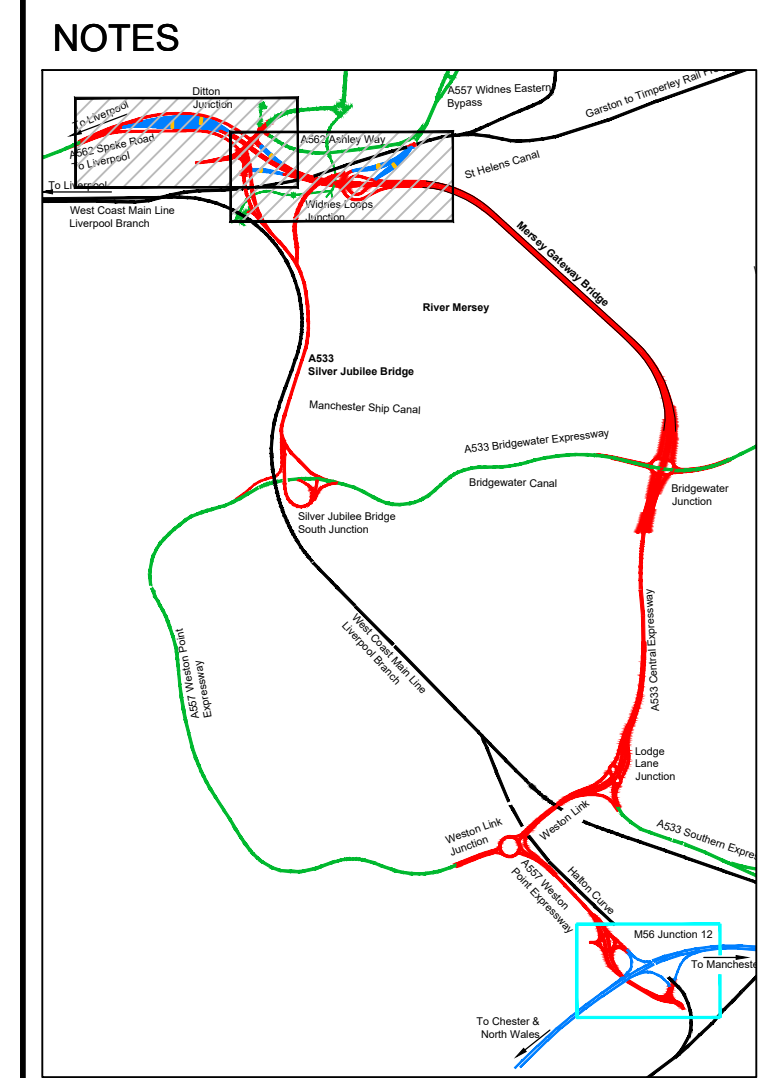 NOTES
Ditton
Junction
To Liverpool
A562 Speke Road
To Liverpool
To Liverpool
West Coast Main Line
Liverpool Branch
A562 Ashley Way
Widnes Loops
Junction
A557 Widnes Eastern
Bypass
Garston to Timperley Rail
St Helens Canal
Mersey Gateway Bridge
River Mersey
A533
Silver Jubilee Bridge
Manchester Ship Canal
A533 Bridgewater Expressway
Bridgewater Canal
Bridgewater
Junction
Silver Jubilee Bridge
South Junction
A557 Weston Point
Expressway
West Coast Main Line
Liverpool Branch
A533 Central Expressway
Lodge
Lane
Junction
Weston Link
Junction
Weston Link
A533 Southern Expre
A557 Weston
Point Expressway
Halton Curve
M56 Junction 12
To Mancheste
To Chester &
North Wales